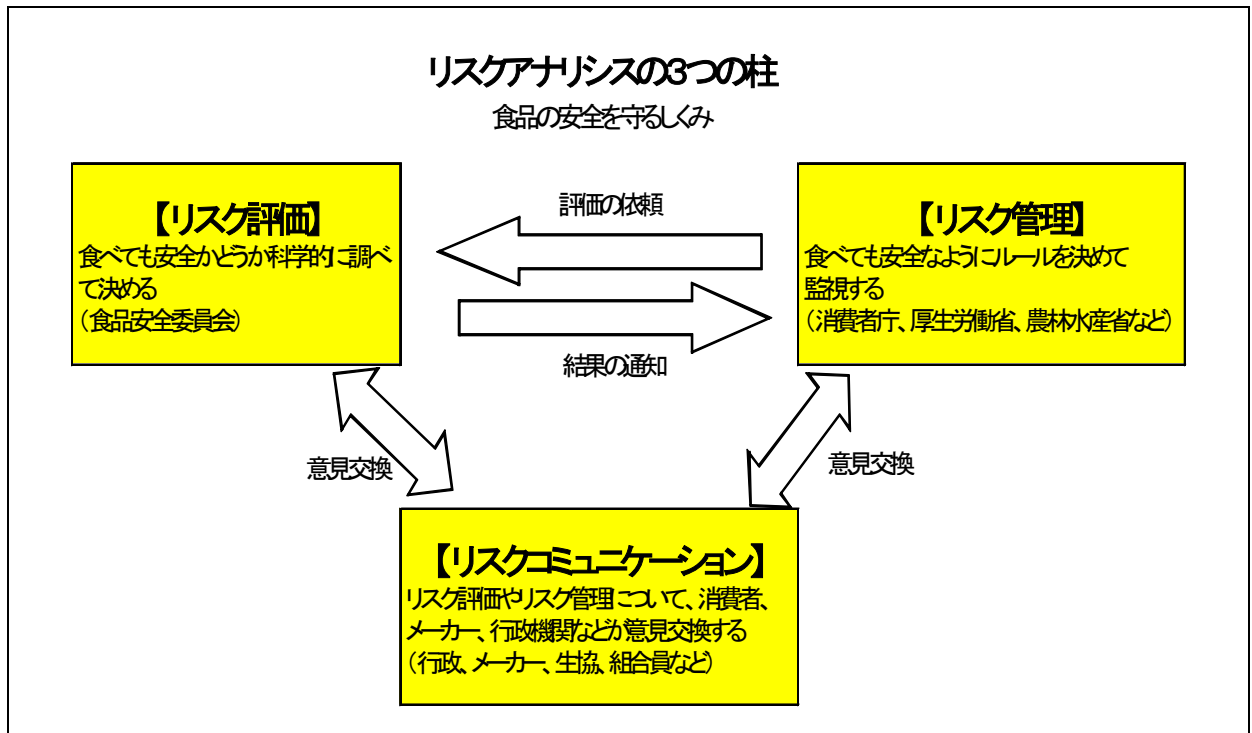 リスクアナリシスの3つの柱
食品の安全を守るしくみ
【リスク評価】
食べても安全かどうか科学的に調べ
て決める
（食品安全委員会）
評価の依頼
結果の通知
【リスク管理】
食べても安全なようにルールを決めて
監視する
（消費者庁、厚生労働省、農林水産省など）
意見交換
意見交換
【リスクコミュニケーション】
リスク評価やリスク管理について、消費者、
メーカー、行政機関などが意見交換する
（行政、メーカー、生協、組合員など）